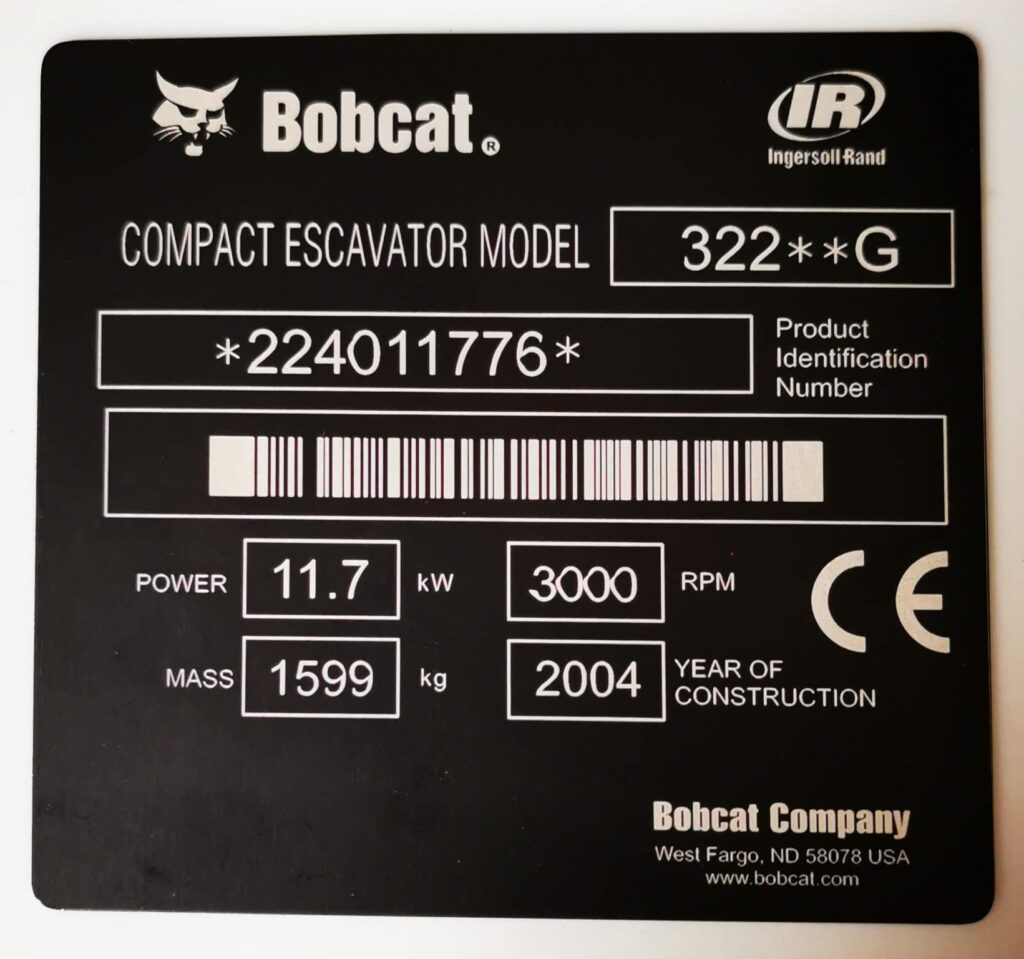 Bobcat®
IR
Ingersoll-Rand
COMPACT ESCAVATOR MODEL 322**G
*224011776*
Product
Identification
Number
POWER 11.7 kW 3000 RPM
CE
MASS 1599 kg 2004 YEAR OF
CONSTRUCTION
Bobcat Company
West Fargo, ND 58078 USA
www.bobcat.com